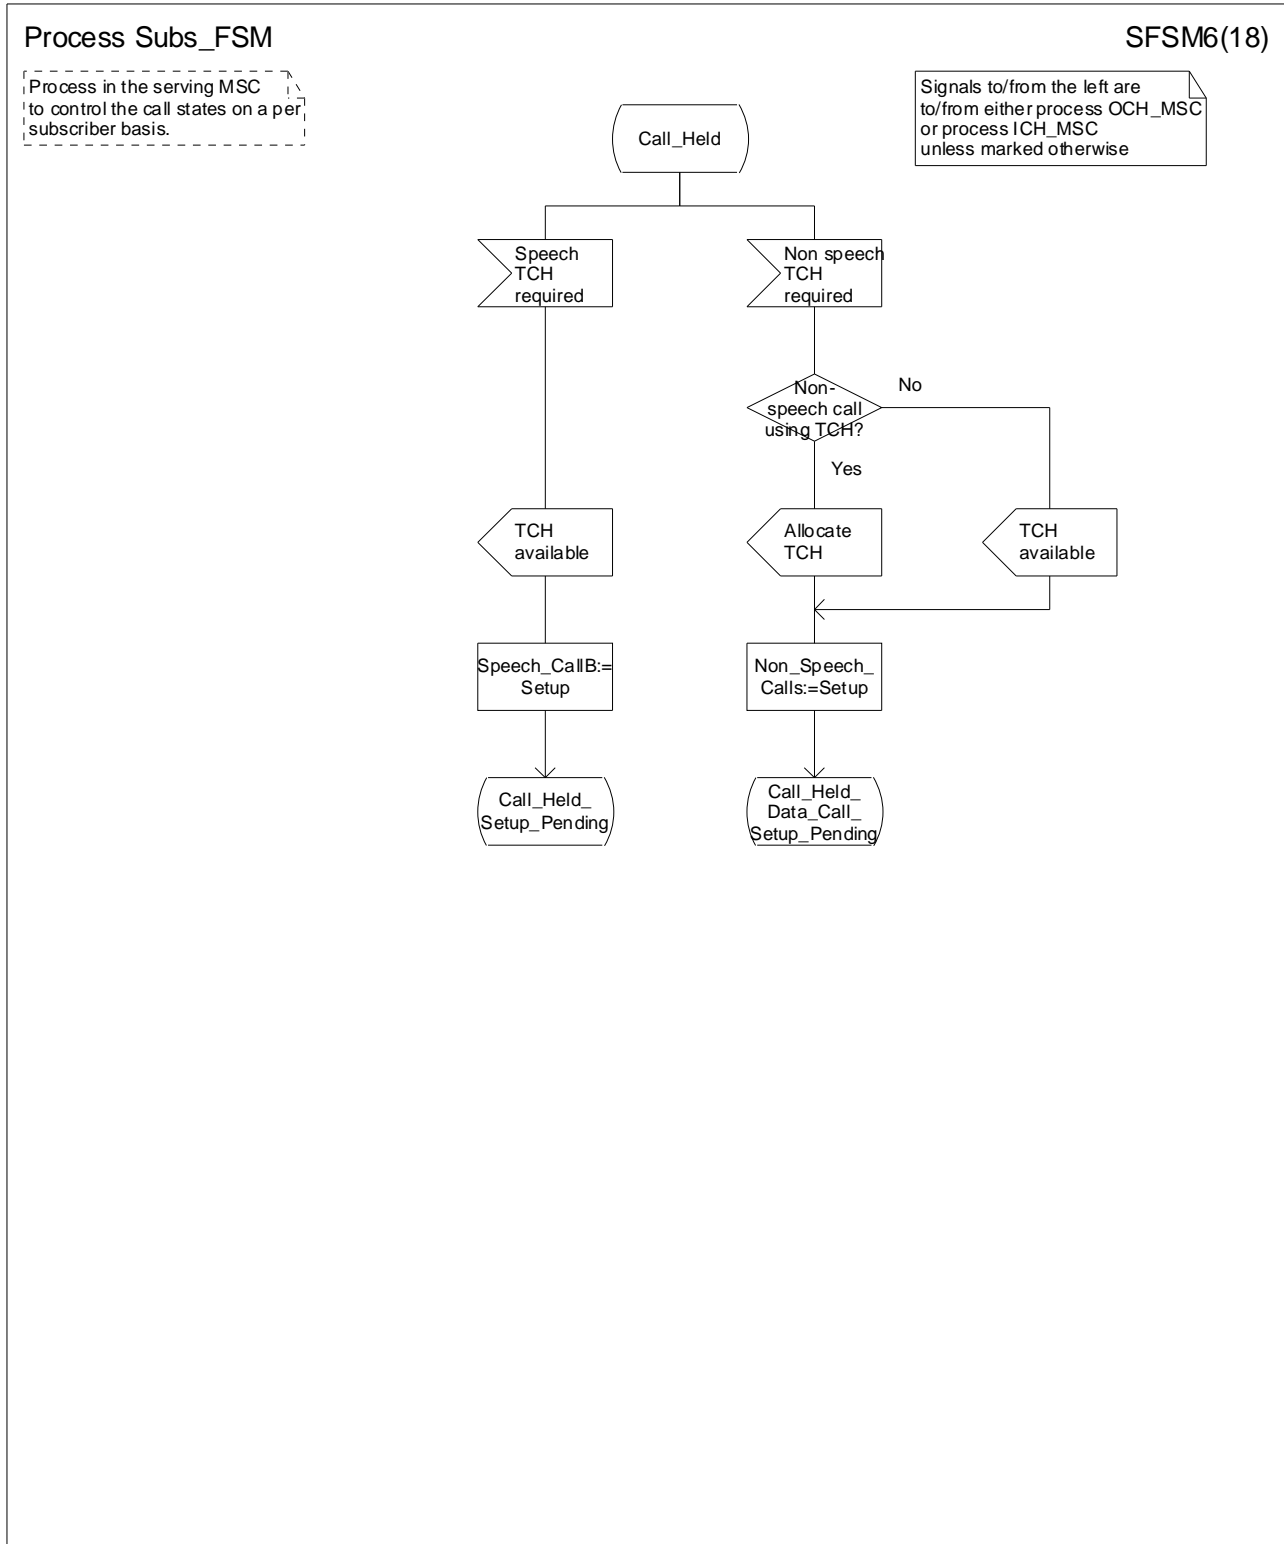 Process Subs_FSM
SFSM6(18)
Process in the serving MSC
to control the call states on a per
subscriber basis.
Signals to/from the left are
to/from either process OCH_MSC
or process ICH_MSC
unless marked otherwise
Call_Held
Speech
TCH
required
Non speech
TCH
required
Non-
speech call
using TCH?
No
Yes
TCH
available
Allocate
TCH
TCH
available
Speech_CallB:=
Setup
Non_Speech_
Calls:=Setup
Call_Held_
Setup_Pending
Call_Held_
Data_Call_
Setup_Pending